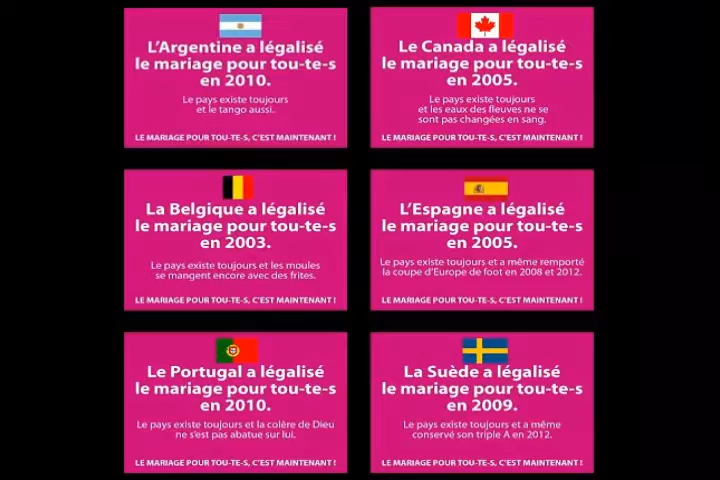 L'Argentine a légalisé
le mariage pour tou-te-s
en 2010.
Le pays existe toujours
et le tango aussi.
LE MARIAGE POUR TOU-TE-S, C'EST MAINTENANT !
Le Canada a légalisé
le mariage pour tou-te-s
en 2005.
Le pays existe toujours
et les eaux des fleuves ne se
sont pas changées en sang.
LE MARIAGE POUR TOU-TE-S, C'EST MAINTENANT !
La Belgique a légalisé
le mariage pour tou-te-s
en 2003.
Le pays existe toujours et les moules
se mangent encore avec des frites.
LE MARIAGE POUR TOU-TE-S, C'EST MAINTENANT !
L'Espagne a légalisé
le mariage pour tou-te-s
en 2005.
Le pays existe toujours et a même remporté
la coupe d'Europe de foot en 2008 et 2012.
LE MARIAGE POUR TOU-TE-S, C'EST MAINTENANT !
Le Portugal a légalisé
le mariage pour tou-te-s
en 2010.
Le pays existe toujours et la colère de Dieu
ne s'est pas abatue sur lui.
LE MARIAGE POUR TOU-TE-S, C'EST MAINTENANT !
La Suède a légalisé
le mariage pour tou-te-s
en 2009.
Le pays existe toujours et a même
conservé son triple A en 2012.
LE MARIAGE POUR TOU-TE-S, C'EST MAINTENANT !